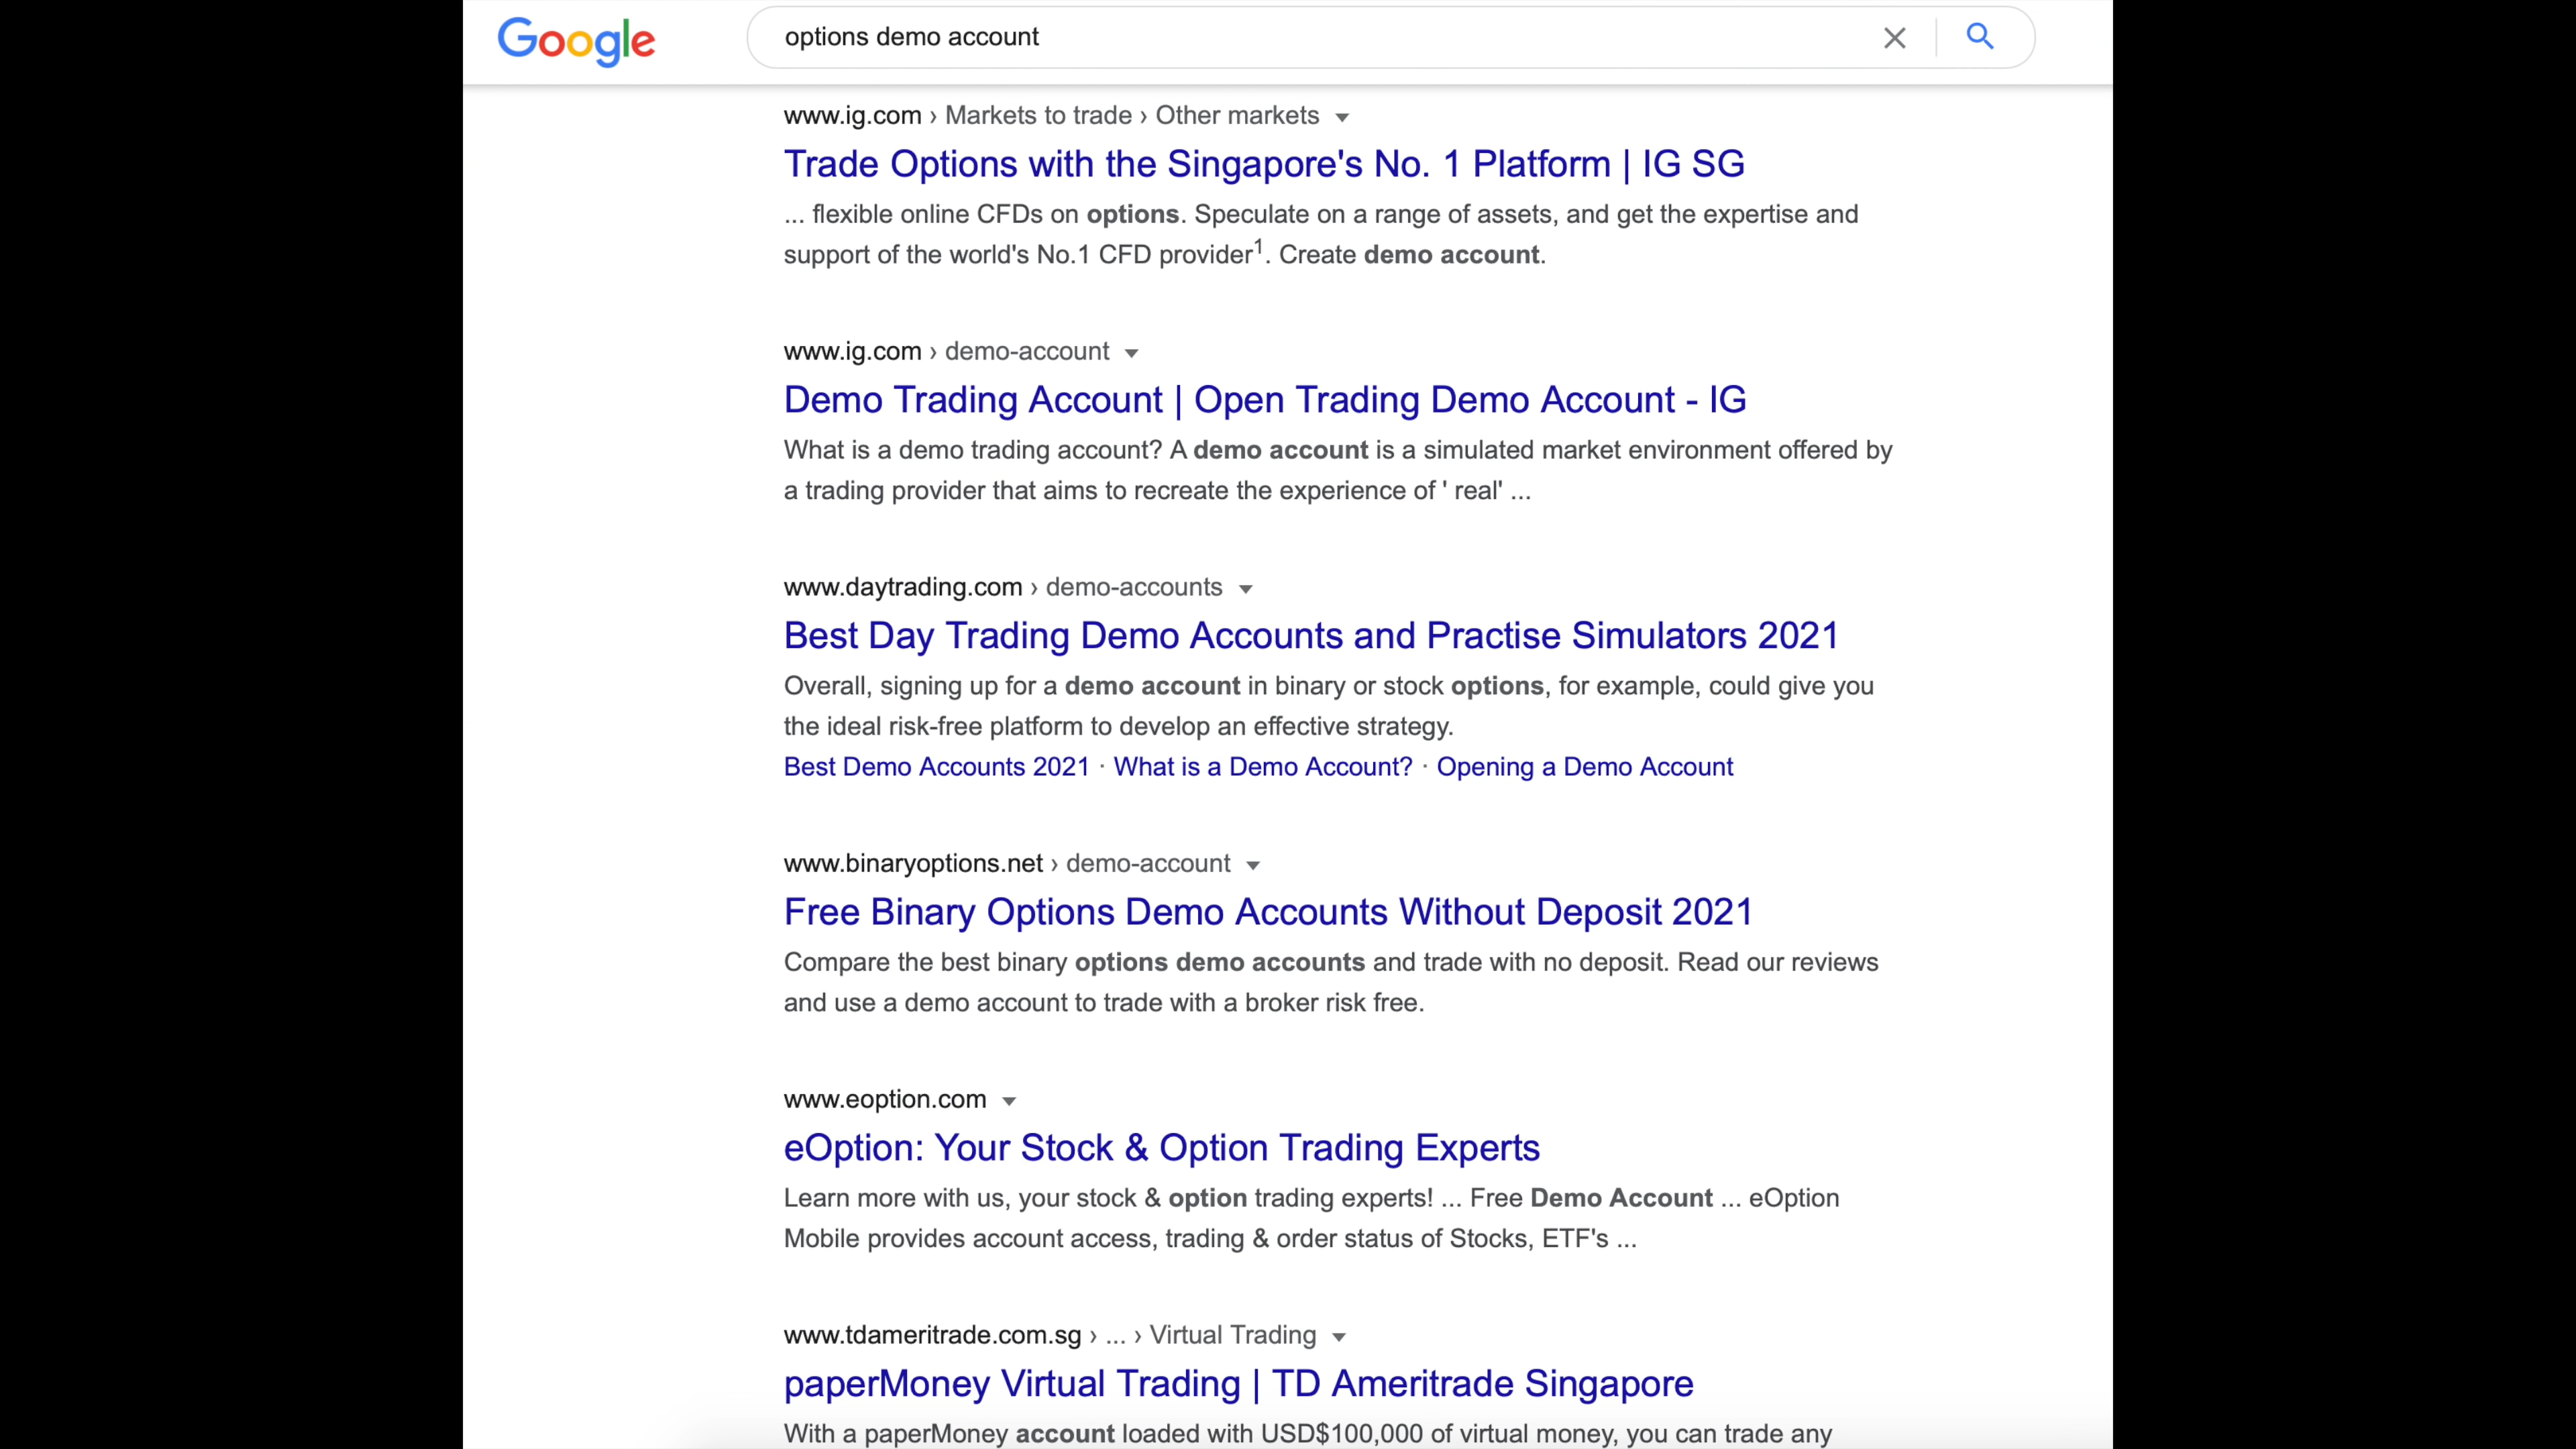 Google
options demo account
www.ig.com › Markets to trade › Other markets
Trade Options with the Singapore's No. 1 Platform | IG SG
... flexible online CFDs on options. Speculate on a range of assets, and get the expertise and
support of the world's No.1 CFD provider¹. Create demo account.
www.ig.com › demo-account
Demo Trading Account | Open Trading Demo Account - IG
What is a demo trading account? A demo account is a simulated market environment offered by
a trading provider that aims to recreate the experience of ' real' ...
www.daytrading.com › demo-accounts
Best Day Trading Demo Accounts and Practise Simulators 2021
Overall, signing up for a demo account in binary or stock options, for example, could give you
the ideal risk-free platform to develop an effective strategy.
Best Demo Accounts 2021 · What is a Demo Account? · Opening a Demo Account
www.binaryoptions.net › demo-account
Free Binary Options Demo Accounts Without Deposit 2021
Compare the best binary options demo accounts and trade with no deposit. Read our reviews
and use a demo account to trade with a broker risk free.
www.eoption.com
eOption: Your Stock & Option Trading Experts
Learn more with us, your stock & option trading experts! ... Free Demo Account ... eOption
Mobile provides account access, trading & order status of Stocks, ETF's ...
www.tdameritrade.com.sg › ... › Virtual Trading
paperMoney Virtual Trading | TD Ameritrade Singapore
With a paperMoney account loaded with USD$100,000 of virtual money, you can trade any